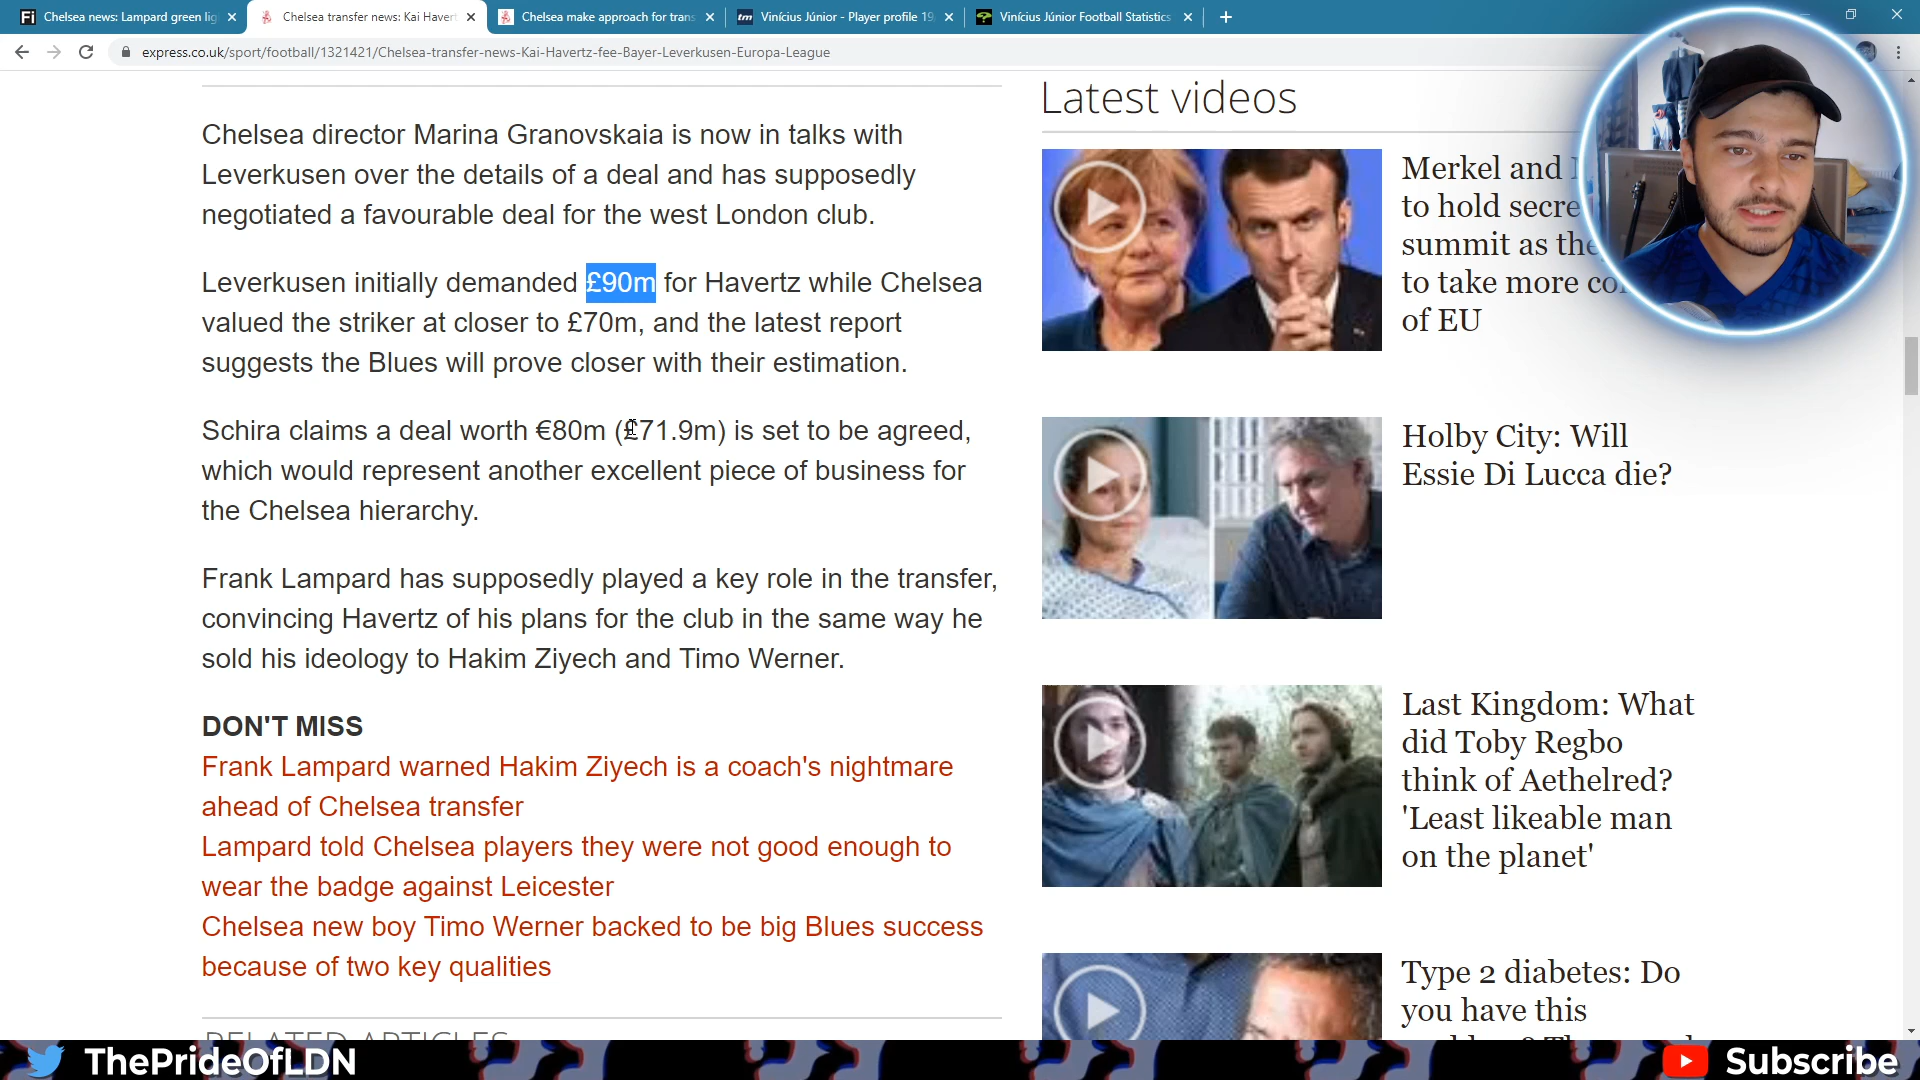 Fi Chelsea news: Lampard green lig
Chelsea transfer news: Kai Havert
Chelsea make approach for trans
tm Vinícius Júnior - Player profile 19
Vinícius Júnior Football Statistics
express.co.uk/sport/football/1321421/Chelsea-transfer-news-Kai-Havertz-fee-Bayer-Leverkusen-Europa-League
Chelsea director Marina Granovskaia is now in talks with
Leverkusen over the details of a deal and has supposedly
negotiated a favourable deal for the west London club.
Leverkusen initially demanded £90m for Havertz while Chelsea
valued the striker at closer to £70m, and the latest report
suggests the Blues will prove closer with their estimation.
Schira claims a deal worth €80m (£71.9m) is set to be agreed,
which would represent another excellent piece of business for
the Chelsea hierarchy.
Frank Lampard has supposedly played a key role in the transfer,
convincing Havertz of his plans for the club in the same way he
sold his ideology to Hakim Ziyech and Timo Werner.
DON'T MISS
Frank Lampard warned Hakim Ziyech is a coach's nightmare
ahead of Chelsea transfer
Lampard told Chelsea players they were not good enough to
wear the badge against Leicester
Chelsea new boy Timo Werner backed to be big Blues success
because of two key qualities
RELATED ARTICLES
Latest videos
Merkel and
to hold secre
summit as the
to take more co
of EU
Holby City: Will
Essie Di Lucca die?
Last Kingdom: What
did Toby Regbo
think of Aethelred?
'Least likeable man
on the planet'
Type 2 diabetes: Do
you have this
ThePrideOfLDN
Subscribe